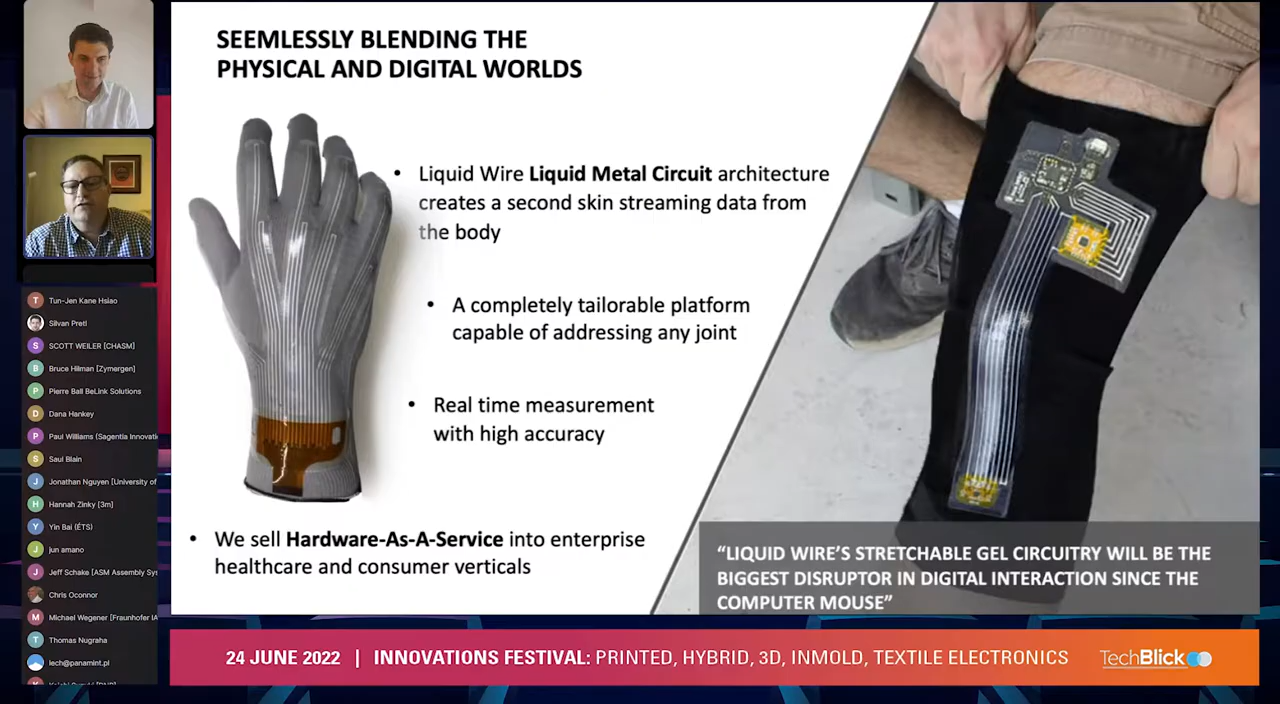 SEEMLESSLY BLENDING THE
PHYSICAL AND DIGITAL WORLDS
• Liquid Wire Liquid Metal Circuit architecture
creates a second skin streaming data from
the body
• A completely tailorable platform
capable of addressing any joint
• Real time measurement
with high accuracy
• We sell Hardware-As-A-Service into enterprise
healthcare and consumer verticals
“LIQUID WIRE’S STRETCHABLE GEL CIRCUITRY WILL BE THE
BIGGEST DISRUPTOR IN DIGITAL INTERACTION SINCE THE
COMPUTER MOUSE”
T Tun-Jen Kane Hsiao
Silvan Pretl
S SCOTT WEILER [CHASM]
B Bruce Hilman [Zymergen]
P Pierre Ball BeLink Solutions
D Dana Hankey
P Paul Williams (Sagentia Innovati
S Saul Blain
J Jonathan Nguyen [University of
H Hannah Zinky [3m]
Y Yin Bai (ÉTS)
J jun amano
J Jeff Schake [ASM Assembly Sys
Chris Oconnor
M Michael Wegener [Fraunhofer IA
T Thomas Nugraha
lech@panamint.pl
24 JUNE 2022 | INNOVATIONS FESTIVAL: PRINTED, HYBRID, 3D, INMOLD, TEXTILE ELECTRONICS
TechBlick